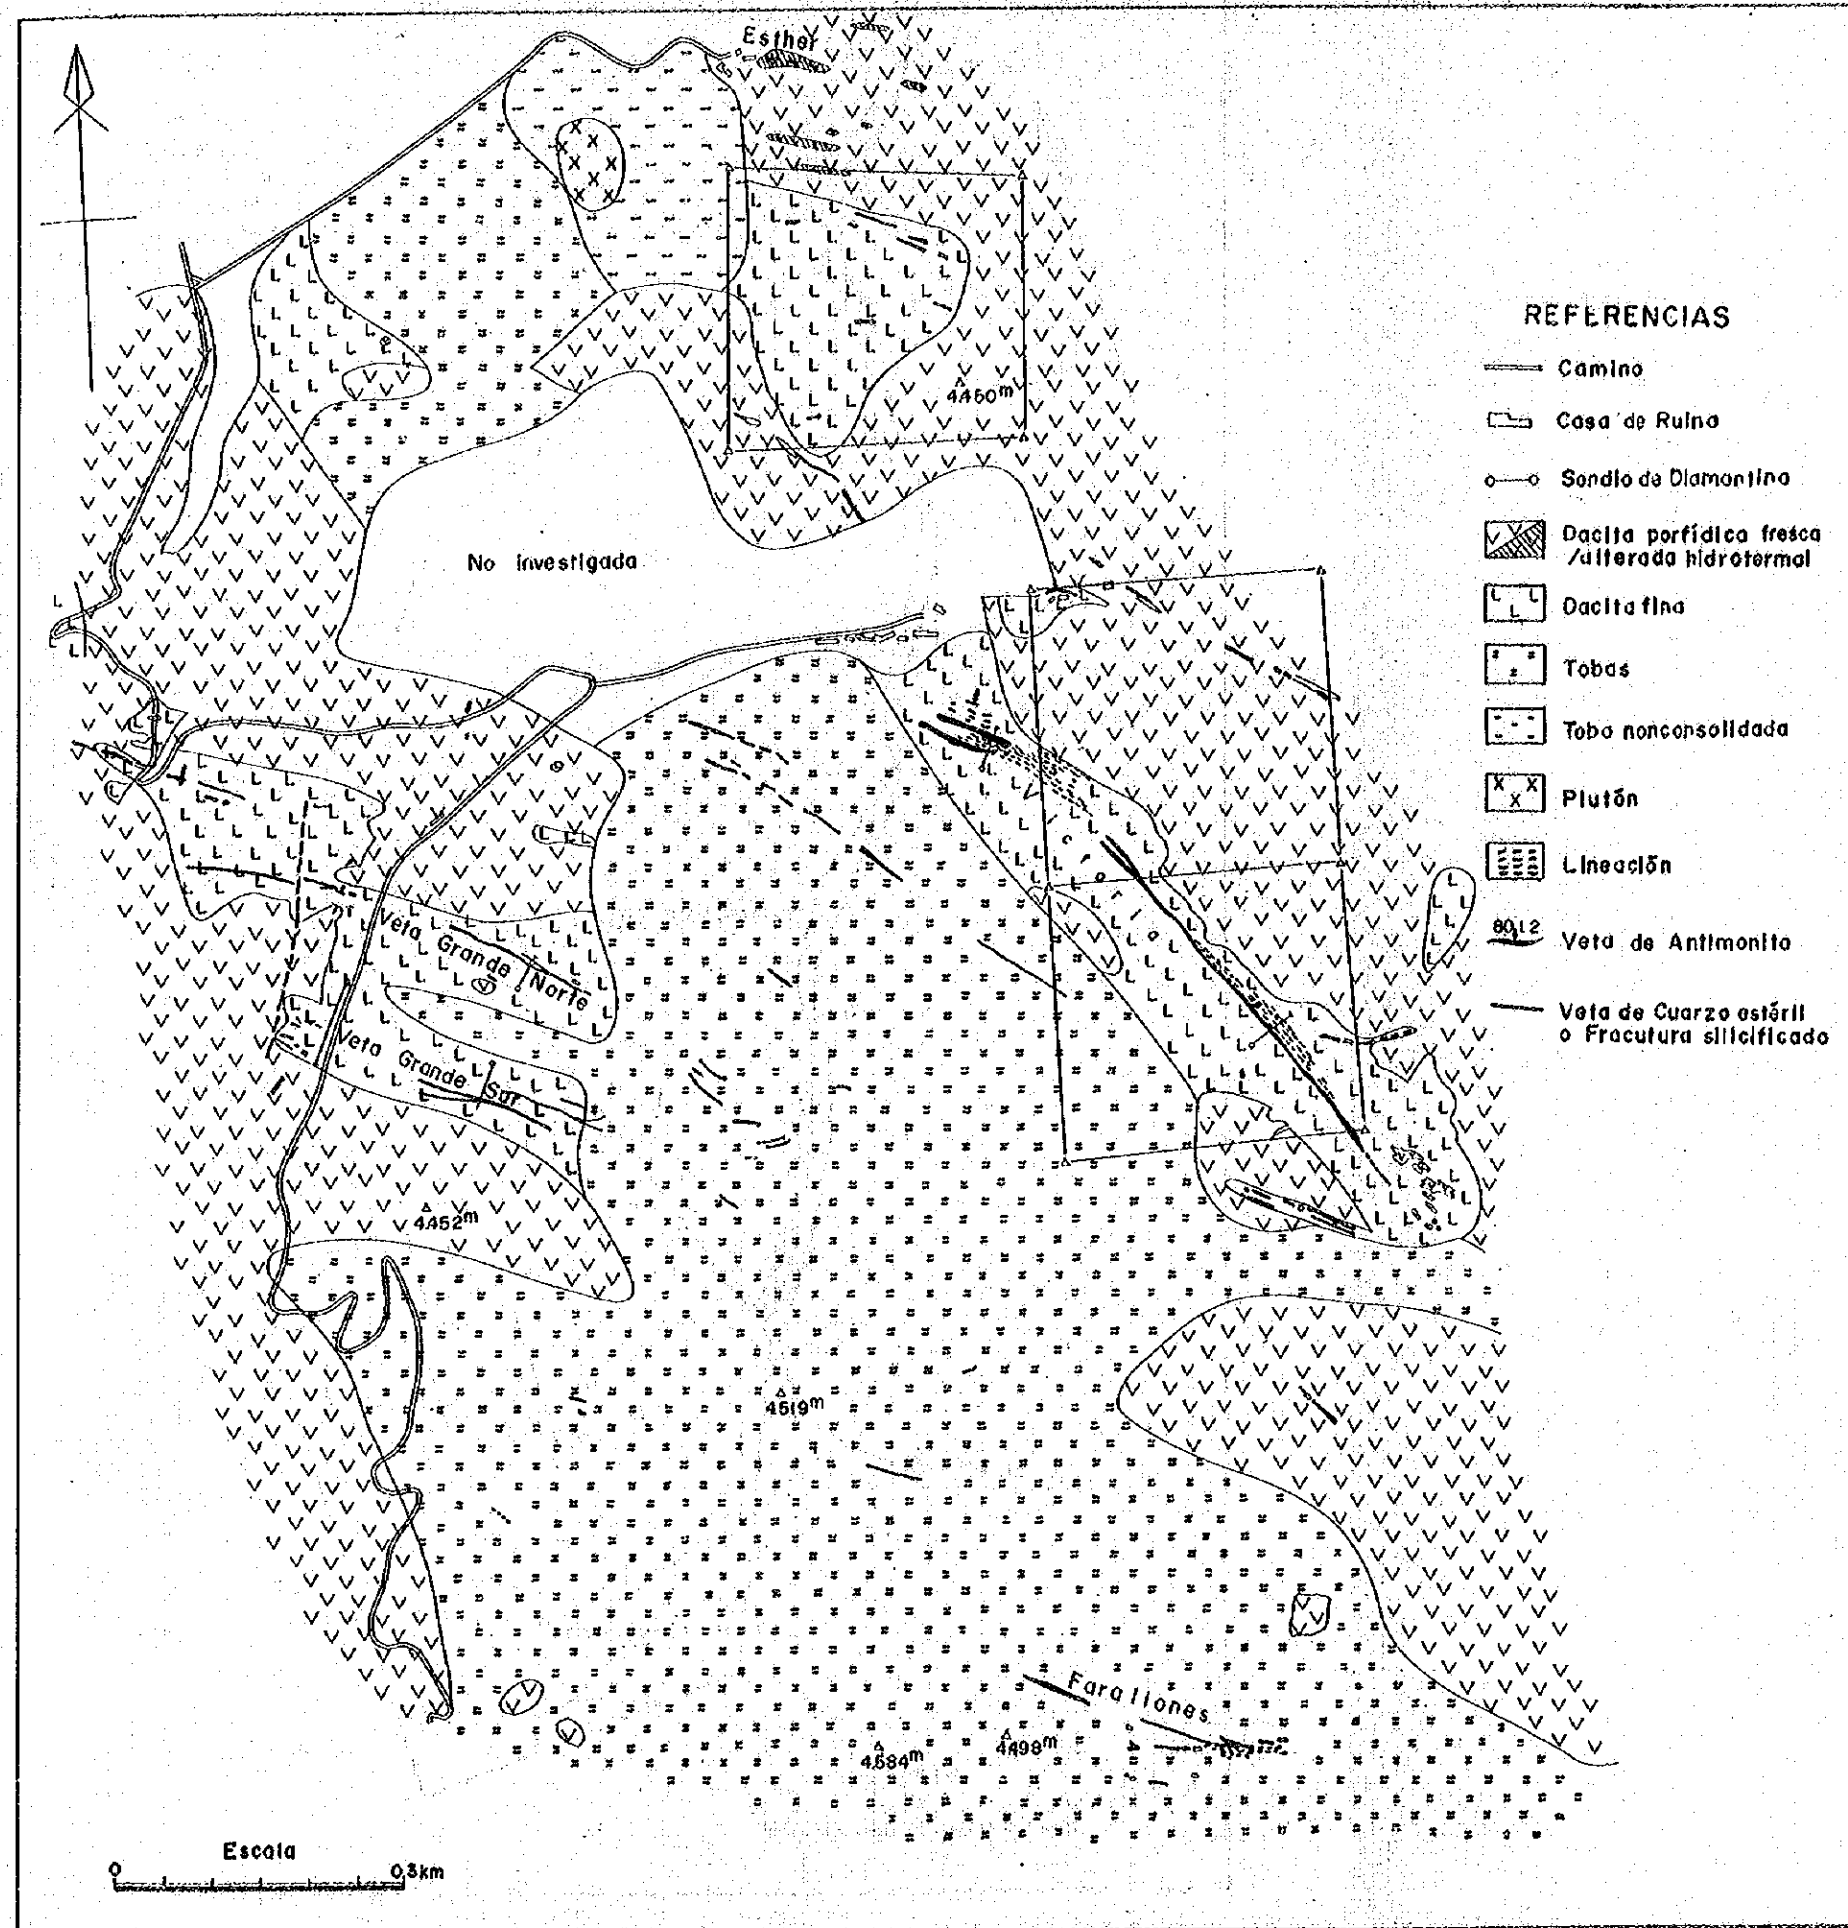 Esther
4460m
No investigada
Veta Grande Norte
Veta Grande Sur
4452m
4519m
Farallones
4498m
4584m
Escala
0 0,3km
REFERENCIAS
Camino
Casa de Ruina
Sondio de Diamantina
Dacita porfídica fresca
/alterada hidrotermal
Dacita fina
Tobas
Toba nonconsolidada
Plutón
Lineación
Veta de Antimonita
Veta de Cuarzo estéril
o Fracutura silicificado